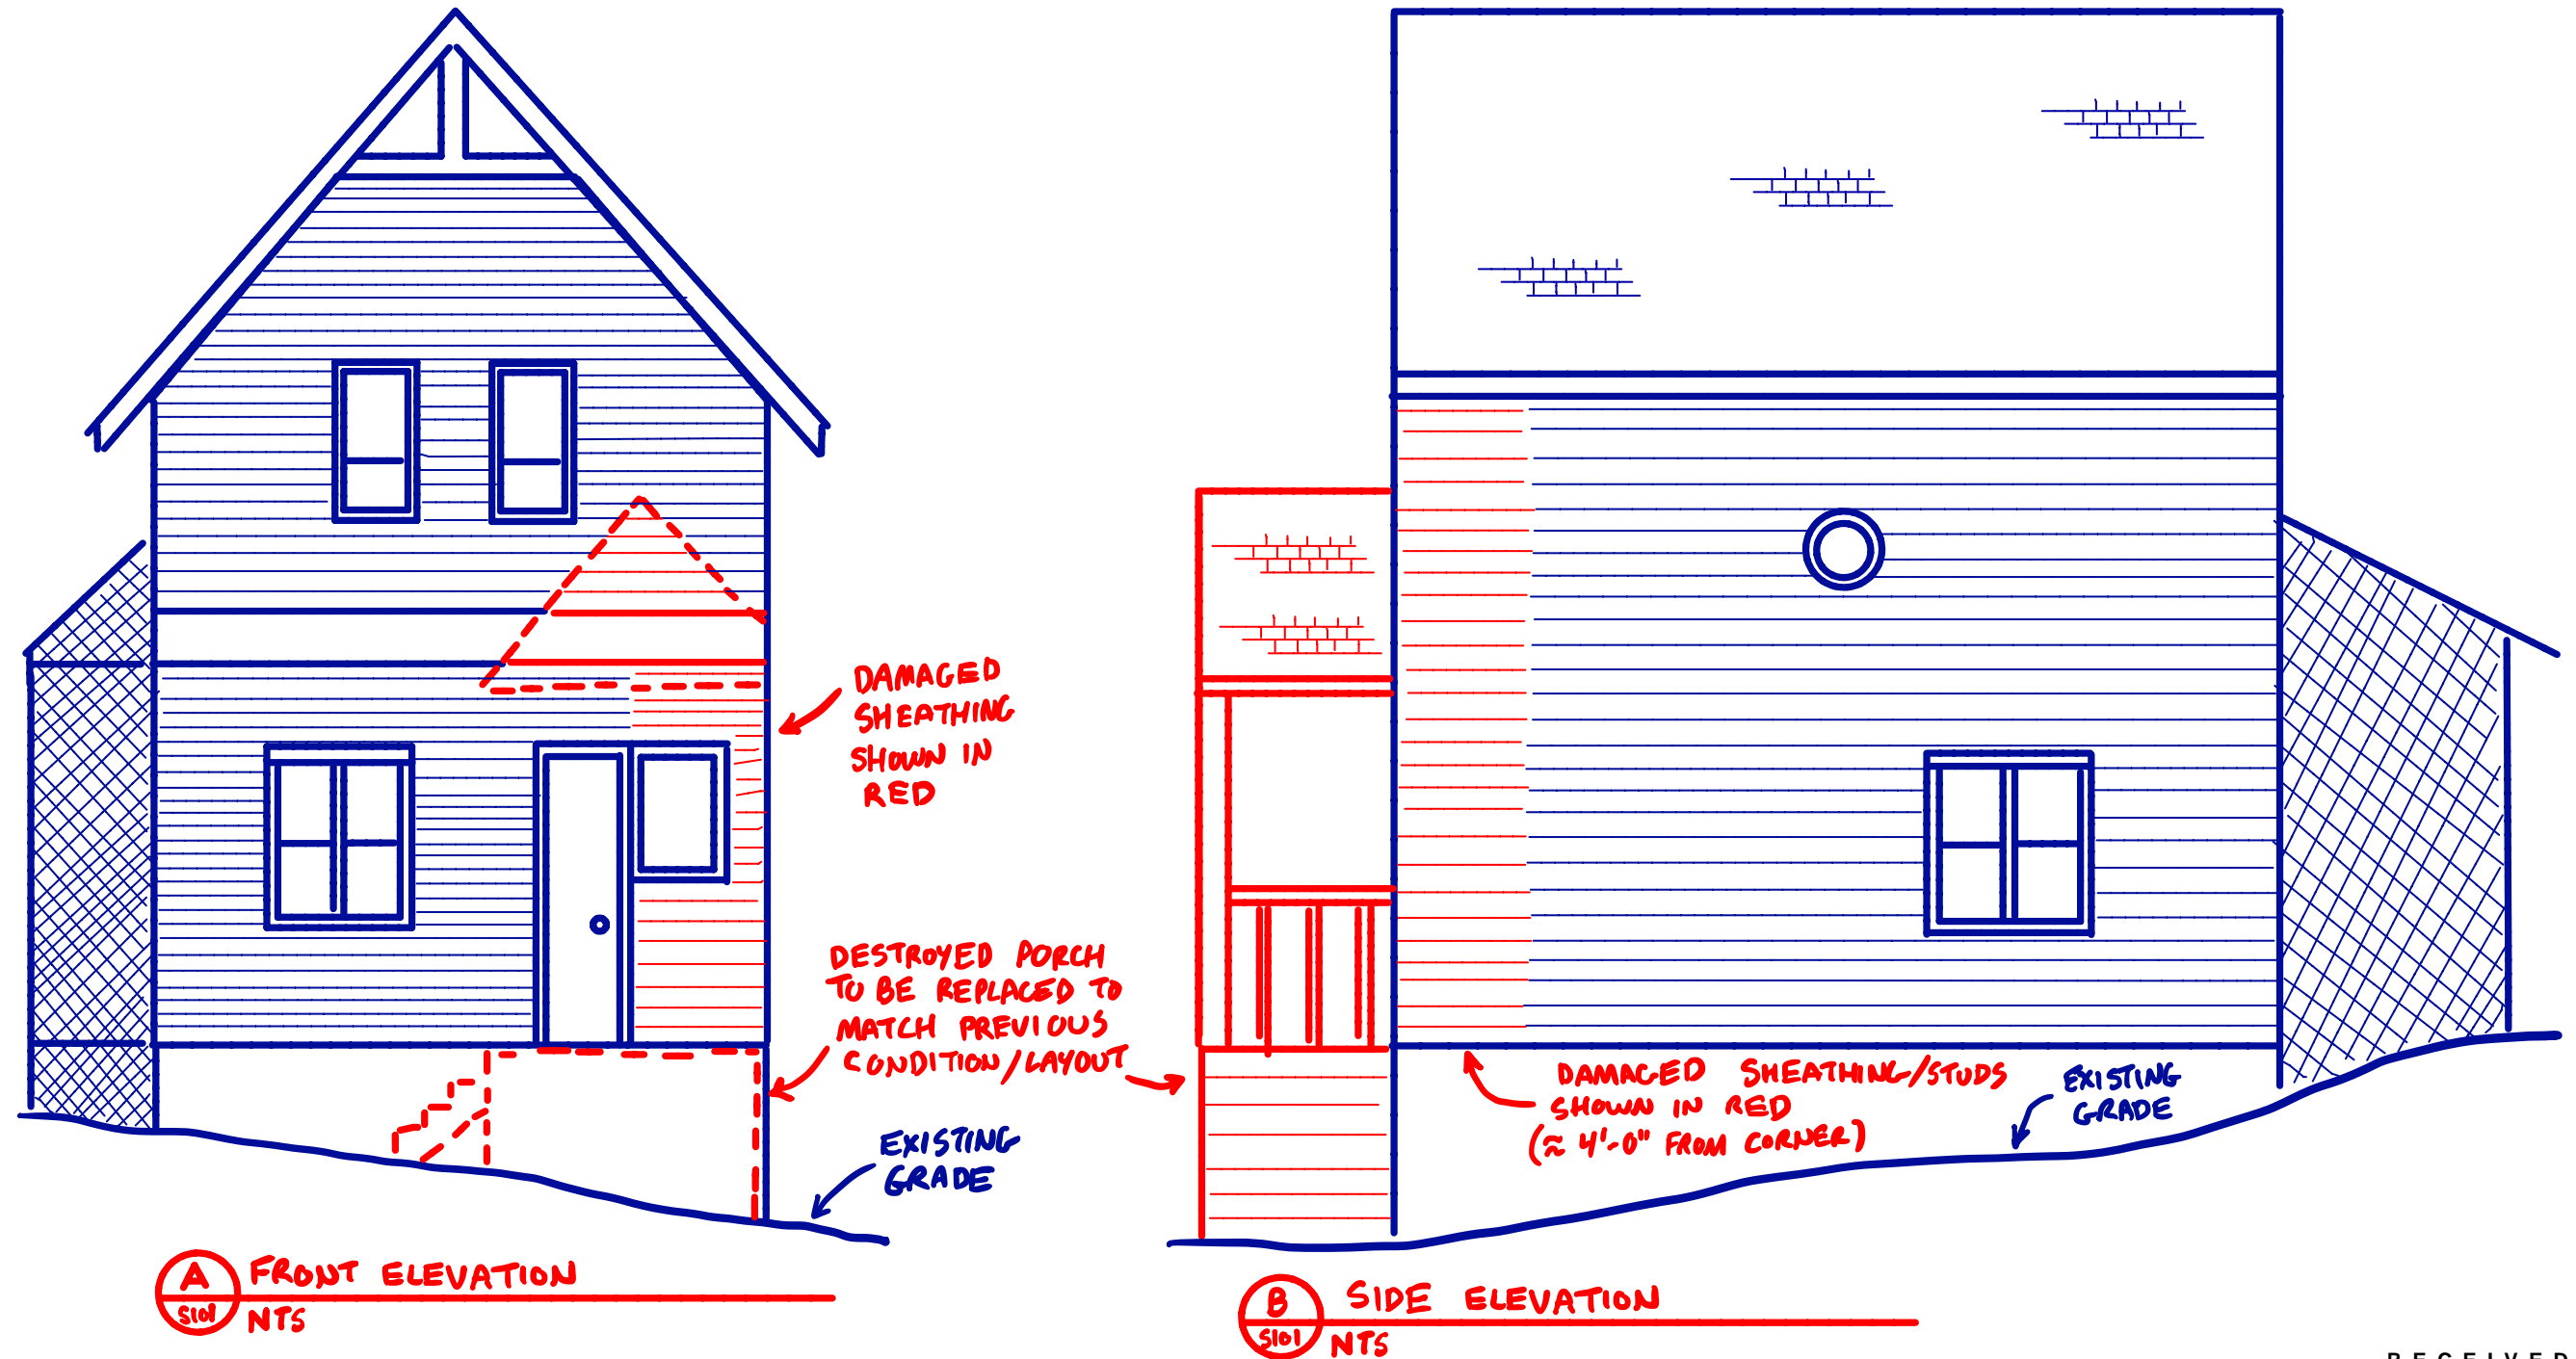 DAMAGED
SHEATHING
SHOWN IN
RED
DESTROYED PORCH
TO BE REPLACED TO
MATCH PREVIOUS
CONDITION/LAYOUT
EXISTING
GRADE
A
S101
FRONT ELEVATION
NTS
DAMAGED SHEATHING/STUDS
SHOWN IN RED
(≈ 4'-0" FROM CORNER)
EXISTING
GRADE
B
S101
SIDE ELEVATION
NTS
RECEIVED